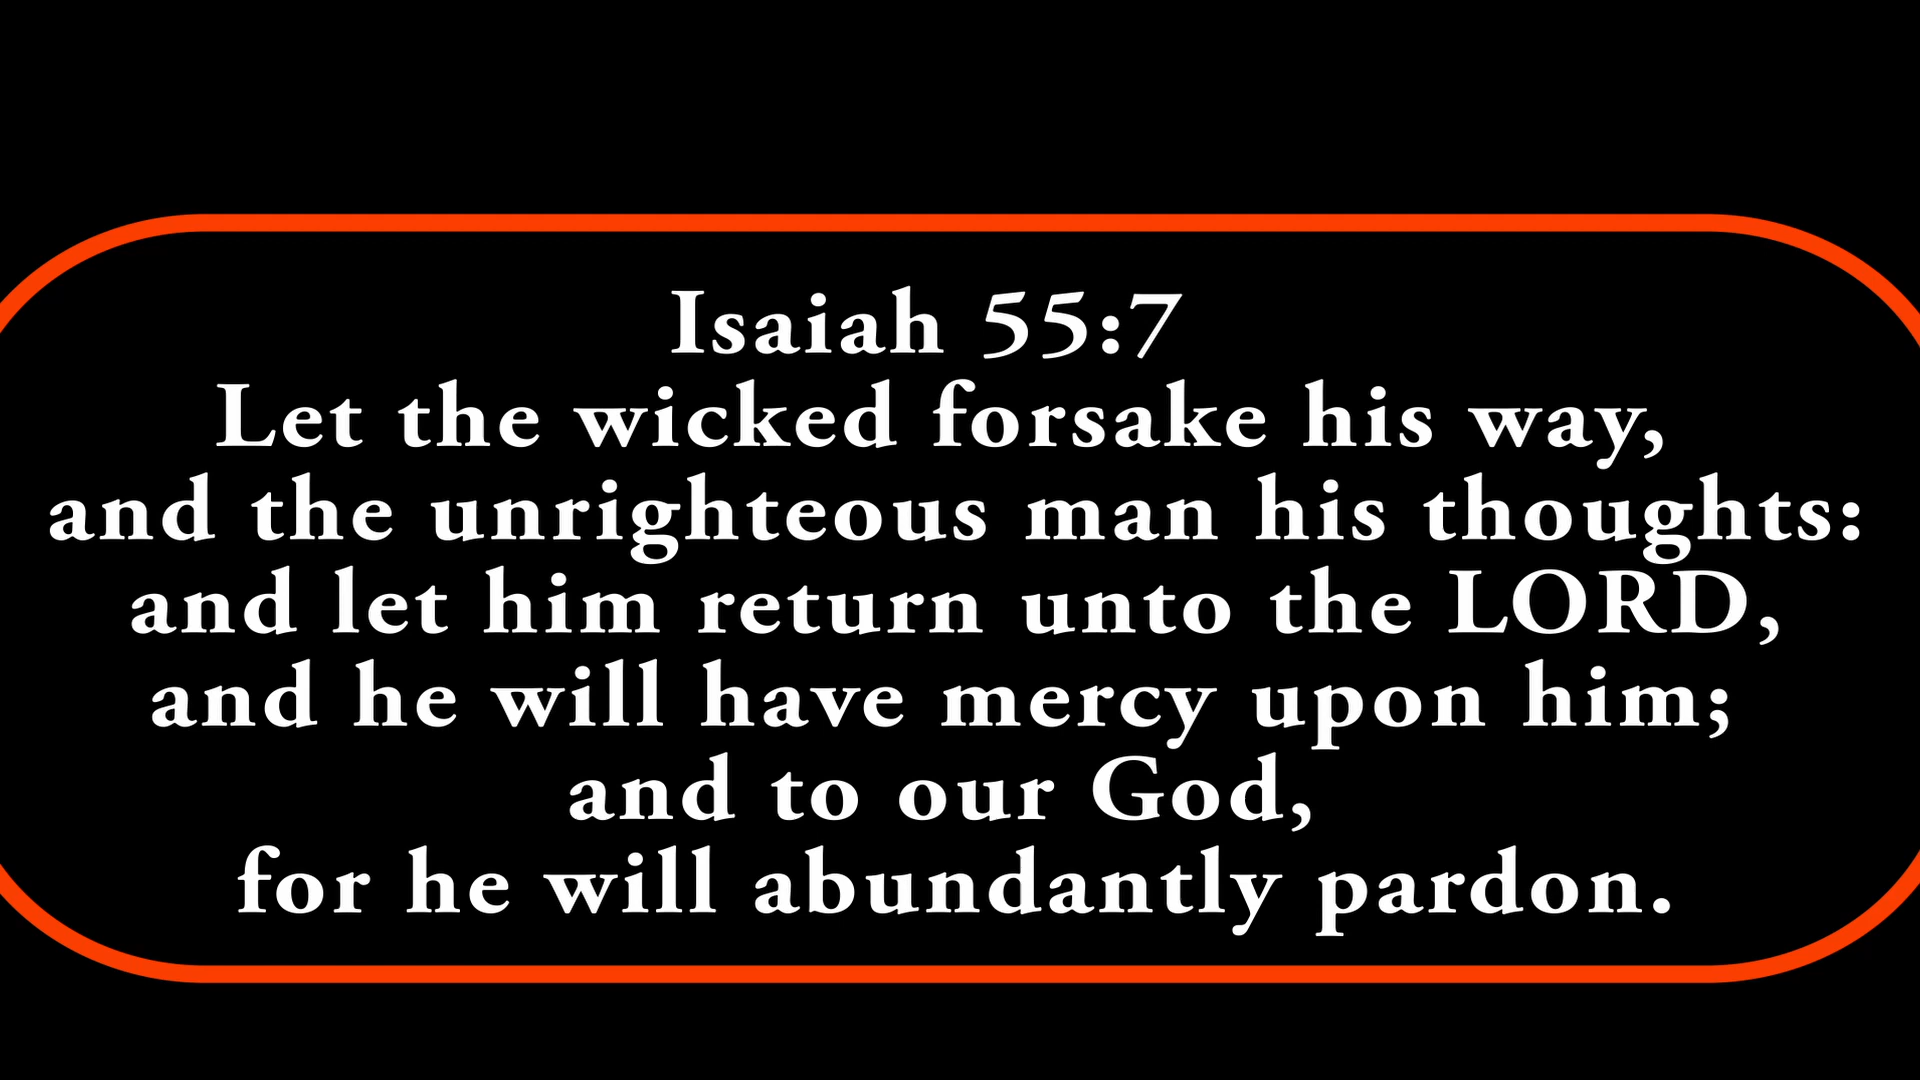 Isaiah 55:7
Let the wicked forsake his way,
and the unrighteous man his thoughts:
and let him return unto the LORD,
and he will have mercy upon him;
and to our God,
for he will abundantly pardon.